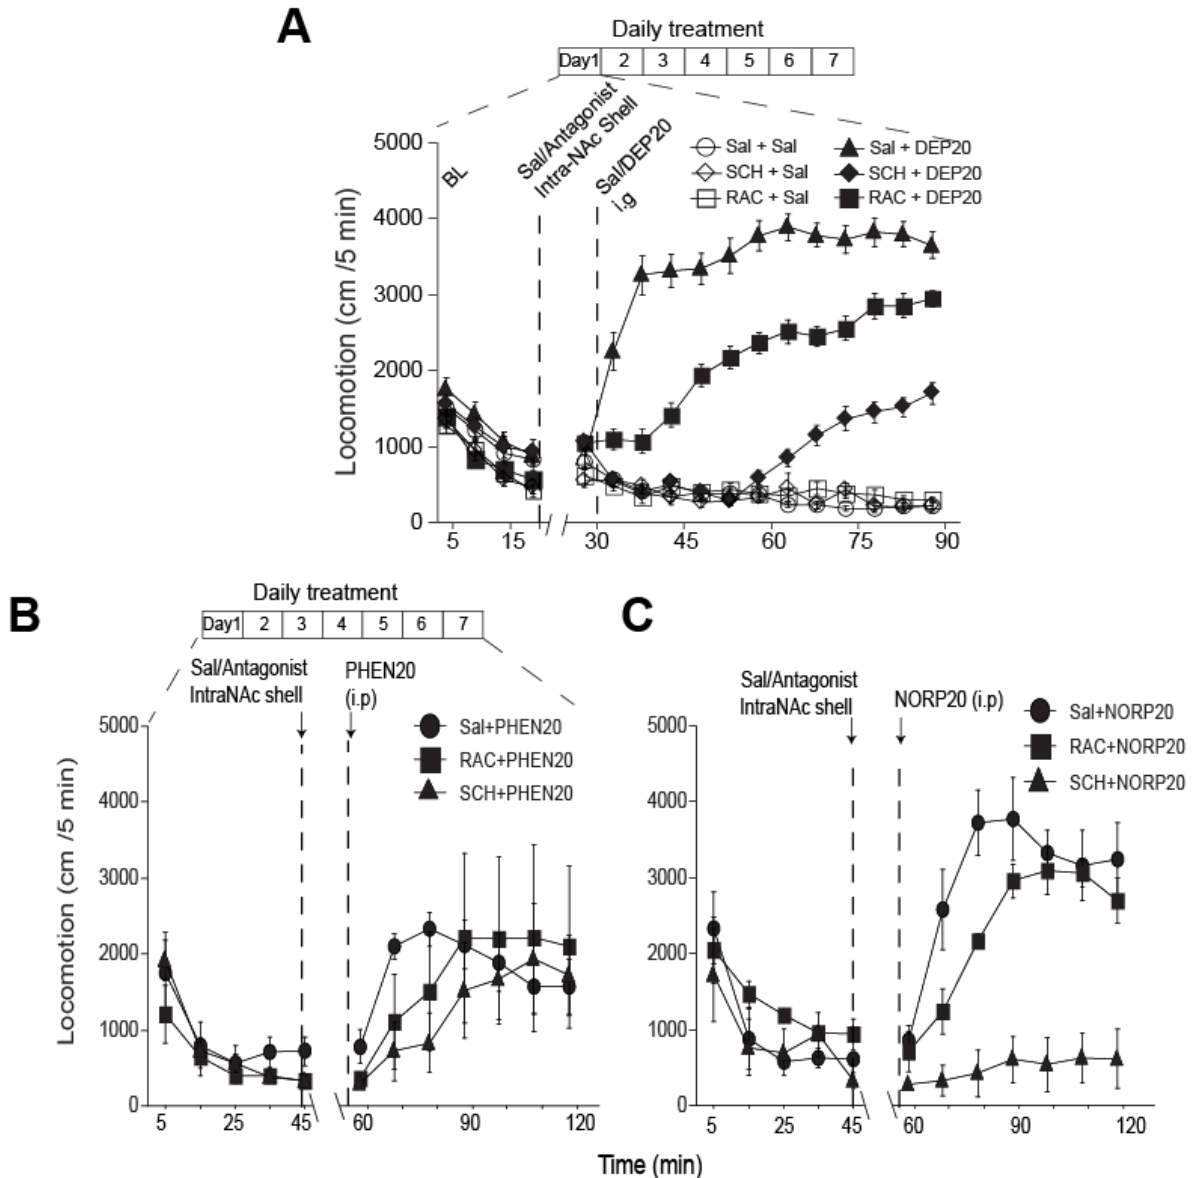 A
Daily treatment
Day1 2 3 4 5 6 7
BL
Sal/Antagonist
Intra-NAc Shell
Sal/DEP20
i.g
Sal + Sal
SCH + Sal
RAC + Sal
Sal + DEP20
SCH + DEP20
RAC + DEP20
Locomotion (cm /5 min)
5000
4000
3000
2000
1000
0
5 15 30 45 60 75 90
B
Daily treatment
Day1 2 3 4 5 6 7
Sal/Antagonist
IntraNAc shell
PHEN20
(i.p)
Sal+PHEN20
RAC+PHEN20
SCH+PHEN20
Locomotion (cm /5 min)
5000
4000
3000
2000
1000
0
5 25 45 60 90 120
C
Sal/Antagonist
IntraNAc shell
NORP20 (i.p)
Sal+NORP20
RAC+NORP20
SCH+NORP20
5000
4000
3000
2000
1000
0
5 25 45 60 90 120
Time (min)